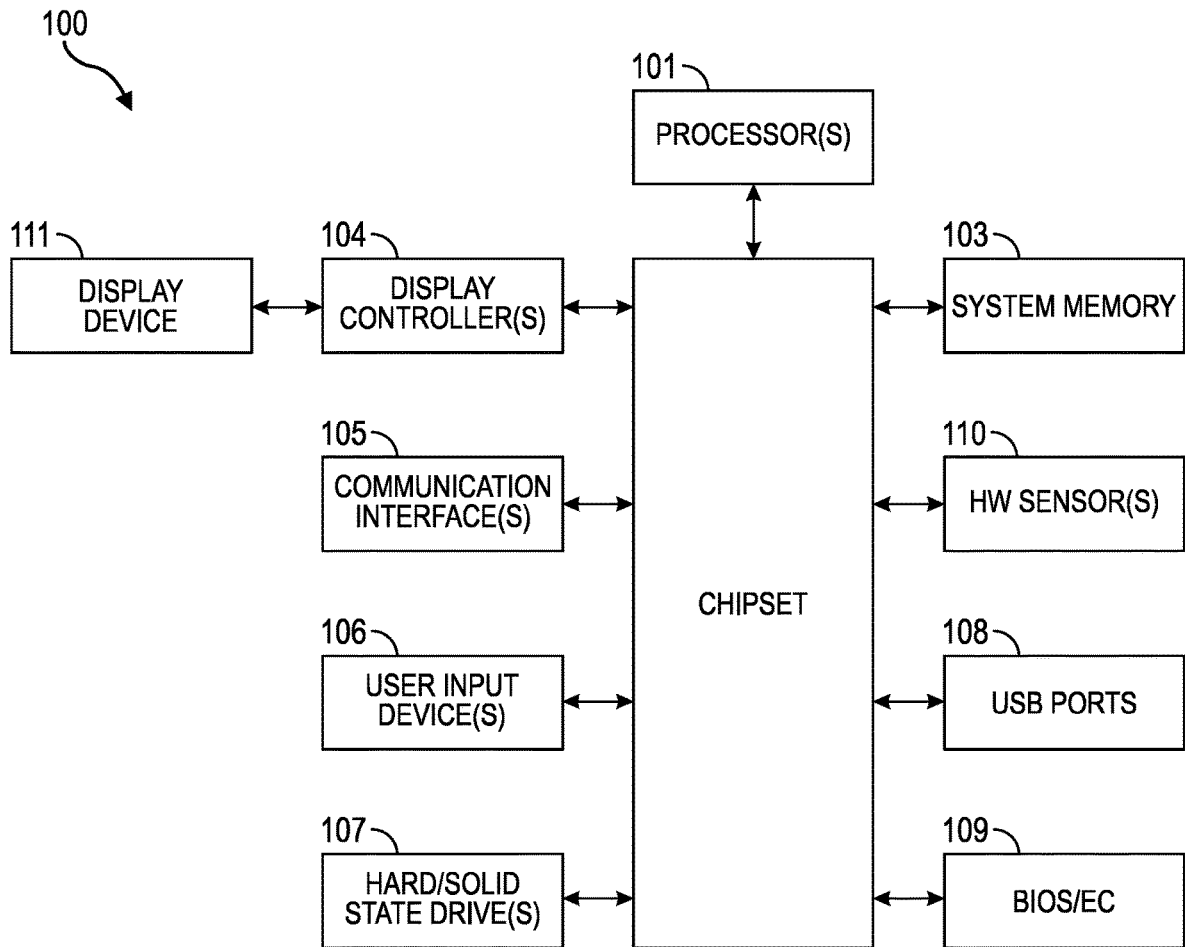 100
101
PROCESSOR(S)
111
DISPLAY
DEVICE
104
DISPLAY
CONTROLLER(S)
103
SYSTEM MEMORY
105
COMMUNICATION
INTERFACE(S)
110
HW SENSOR(S)
CHIPSET
106
USER INPUT
DEVICE(S)
108
USB PORTS
107
HARD/SOLID
STATE DRIVE(S)
109
BIOS/EC